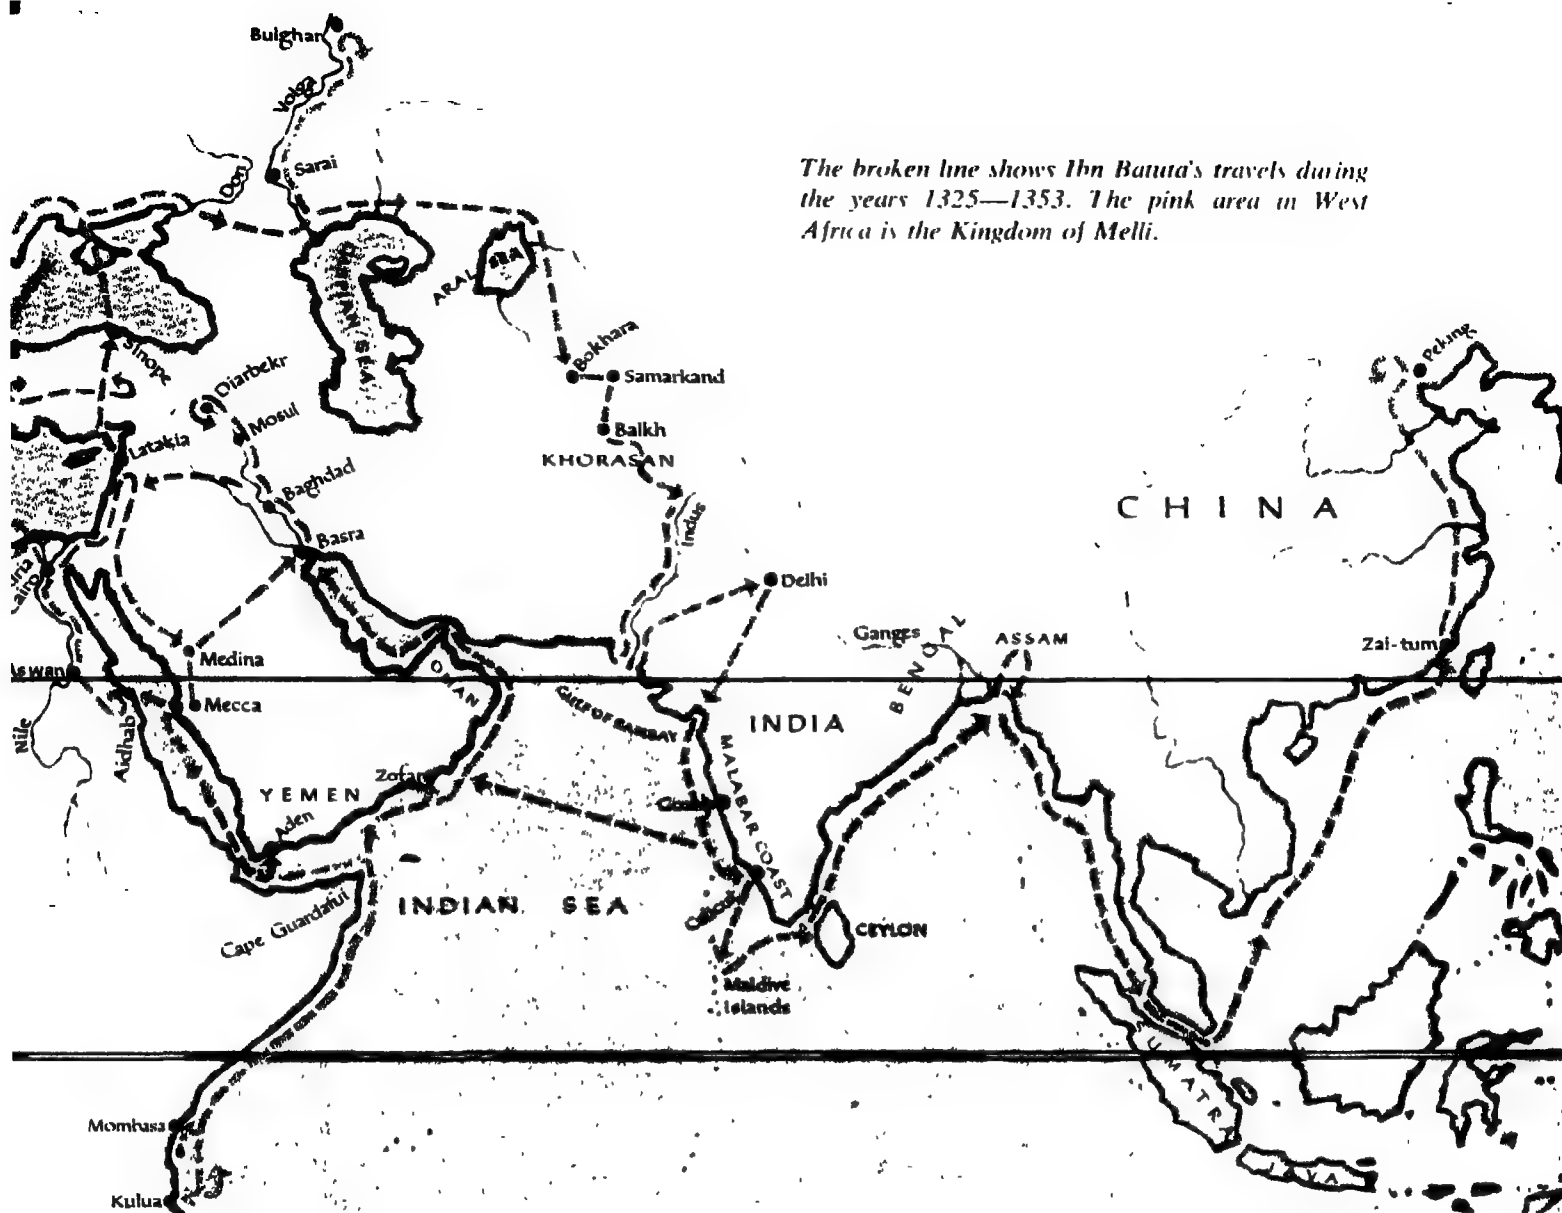 Bulghar
Volga
Sarai
Don
The broken line shows Ibn Batuta's travels during
the years 1325—1353. The pink area in West
Africa is the Kingdom of Melli.
ARAL SEA
CASPIAN SEA
Sinope
Bokhara
Samarkand
Peking
Diarbekr
Mosul
Balkh
Latakia
KHORASAN
Baghdad
CHINA
Indus
Basra
Delhi
Ganges
BENGAL
ASSAM
Zai-tum
Medina
Aswan
OMAN
Mecca
GULF OF CAMBAY
INDIA
Nile
Aidhab
MALABAR COAST
Zofar
YEMEN
Aden
INDIAN SEA
Cape Guardafui
Calicut
CEYLON
Maldive
Islands
SUMATRA
Mombasa
JAVA
Kulua